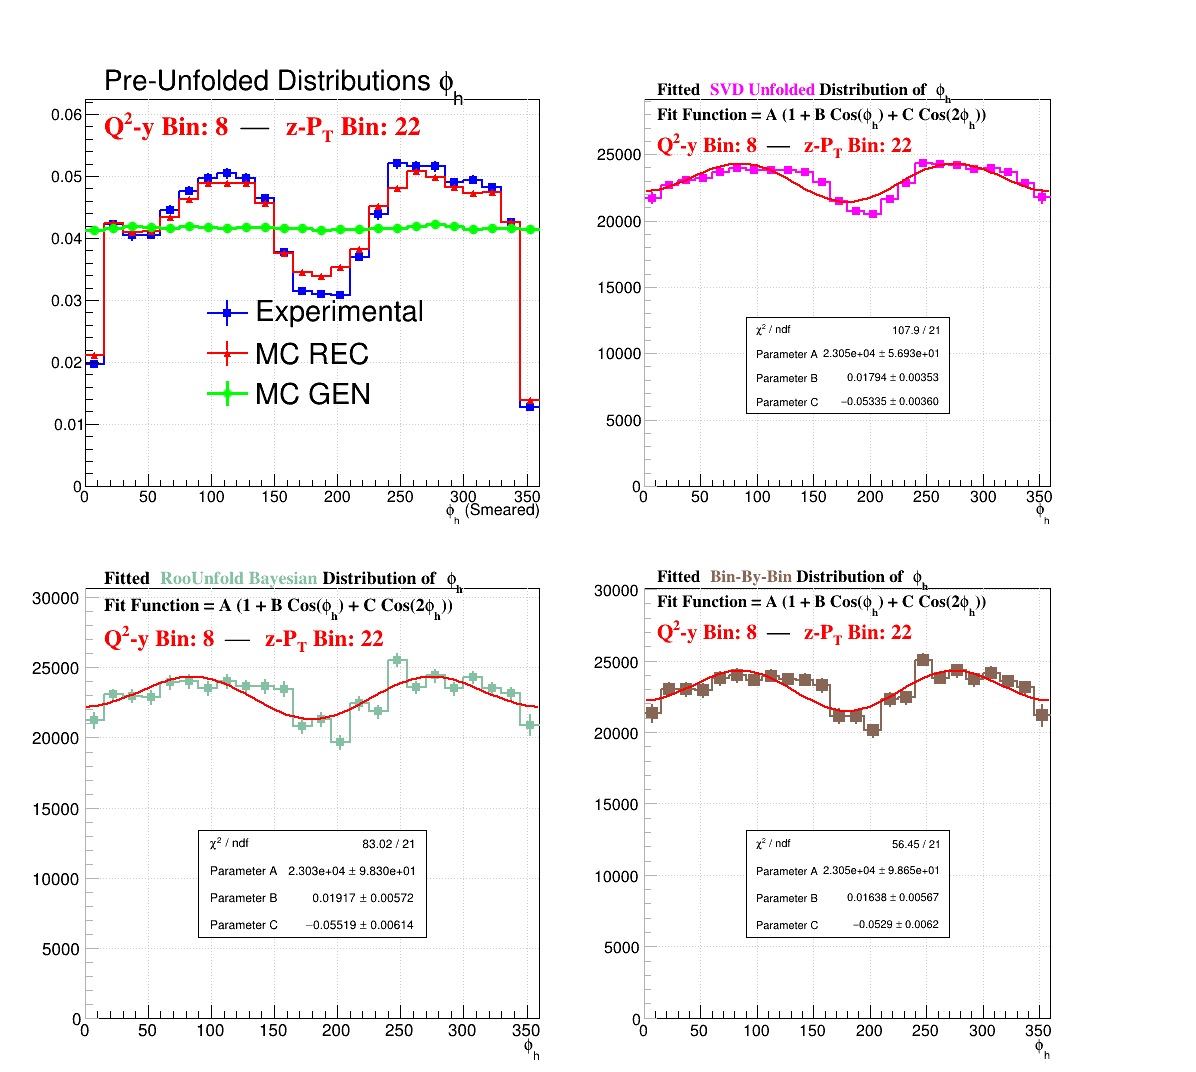 Pre-Unfolded Distributions ϕh
Q2-y Bin: 8 — z-PT Bin: 22
0.06
0.05
0.04
0.03
0.02
0.01
0
Experimental
MC REC
MC GEN
0 50 100 150 200 250 300 350
ϕh (Smeared)
Fitted SVD Unfolded Distribution of ϕh
Fit Function = A (1 + B Cos(ϕh) + C Cos(2ϕh))
Q2-y Bin: 8 — z-PT Bin: 22
25000
20000
15000
10000
5000
0
χ2 / ndf 107.9 / 21
Parameter A 2.305e+04 ± 5.693e+01
Parameter B 0.01794 ± 0.00353
Parameter C −0.05335 ± 0.00360
0 50 100 150 200 250 300 350
ϕh
Fitted RooUnfold Bayesian Distribution of ϕh
Fit Function = A (1 + B Cos(ϕh) + C Cos(2ϕh))
Q2-y Bin: 8 — z-PT Bin: 22
30000
25000
20000
15000
10000
5000
0
χ2 / ndf 83.02 / 21
Parameter A 2.303e+04 ± 9.830e+01
Parameter B 0.01917 ± 0.00572
Parameter C −0.05519 ± 0.00614
0 50 100 150 200 250 300 350
ϕh
Fitted Bin-By-Bin Distribution of ϕh
Fit Function = A (1 + B Cos(ϕh) + C Cos(2ϕh))
Q2-y Bin: 8 — z-PT Bin: 22
30000
25000
20000
15000
10000
5000
0
χ2 / ndf 56.45 / 21
Parameter A 2.305e+04 ± 9.865e+01
Parameter B 0.01638 ± 0.00567
Parameter C −0.0529 ± 0.0062
0 50 100 150 200 250 300 350
ϕh